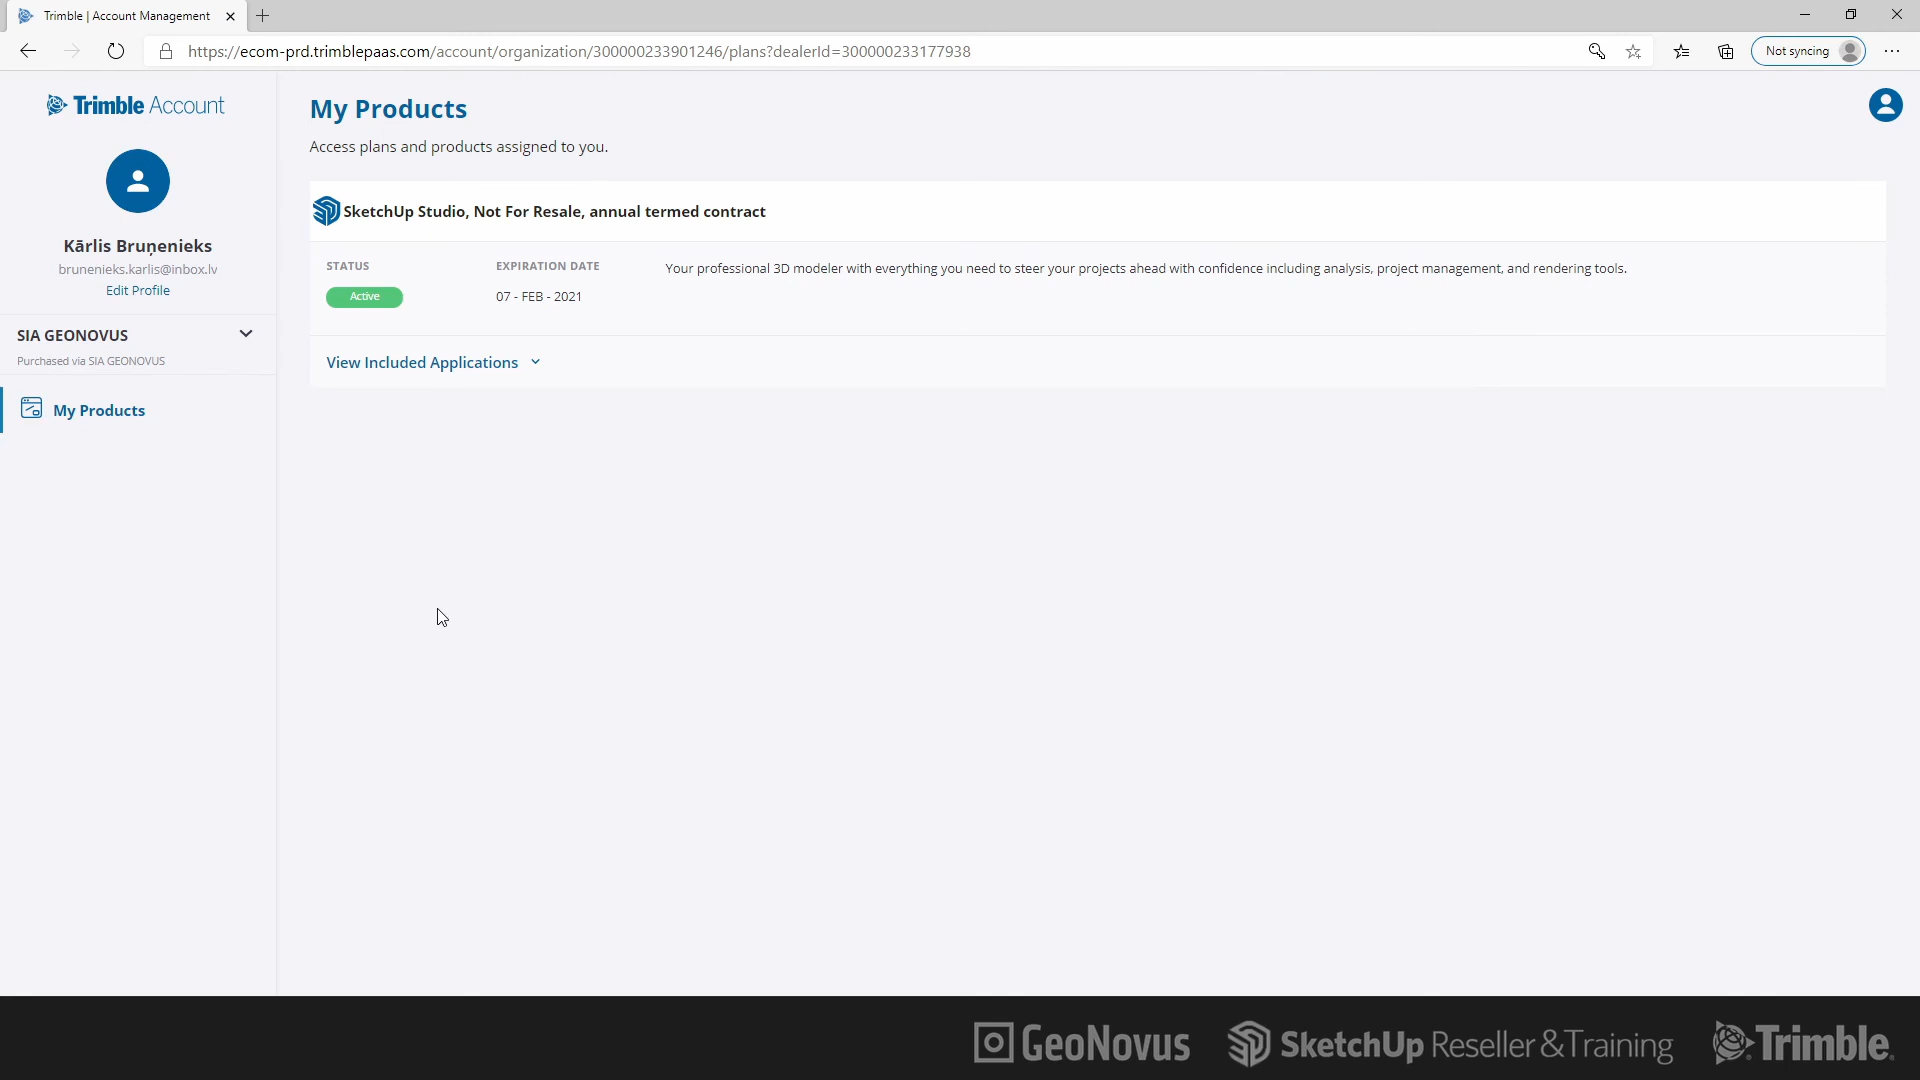 Trimble | Account Management
https://ecom-prd.trimblepaas.com/account/organization/300000233901246/plans?dealerId=300000233177938
Not syncing
Trimble Account
Kārlis Bruņenieks
brunenieks.karlis@inbox.lv
Edit Profile
SIA GEONOVUS
Purchased via SIA GEONOVUS
My Products
My Products
Access plans and products assigned to you.
SketchUp Studio, Not For Resale, annual termed contract
STATUS
Active
EXPIRATION DATE
07 - FEB - 2021
Your professional 3D modeler with everything you need to steer your projects ahead with confidence including analysis, project management, and rendering tools.
View Included Applications
GeoNovus
SketchUp Reseller & Training
Trimble.